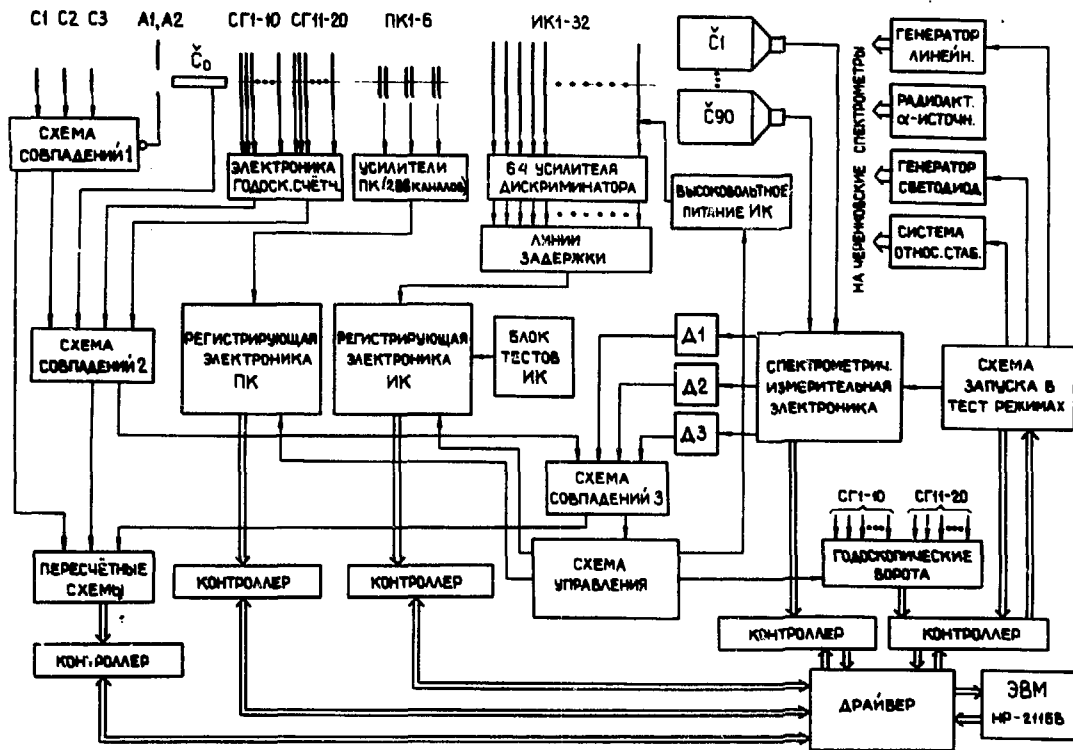 С1 С2 С3 А1,А2
Č₀
СГ1-10 СГ11-20
ПК1-6
ИК1-32
Č1
Č90
НА ЧЕРЕНКОВСКИЕ СПЕКТРОМЕТРЫ
ГЕНЕРАТОР
ЛИНЕЙН.
РАДИОАКТ.
α-ИСТОЧН.
ГЕНЕРАТОР
СВЕТОДИОД.
СИСТЕМА
ОТНОС. СТАБ.
СХЕМА
СОВПАДЕНИЙ 1
ЭЛЕКТРОНИКА
ГОДОСК. СЧЁТЧ.
УСИЛИТЕЛИ
ПК (288 КАНАЛОВ)
64 УСИЛИТЕЛЯ
ДИСКРИМИНАТОРА
ВЫСОКОВОЛЬТНОЕ
ПИТАНИЕ ИК
ЛИНИИ
ЗАДЕРЖКИ
СХЕМА
СОВПАДЕНИЙ 2
РЕГИСТРИРУЮЩАЯ
ЭЛЕКТРОНИКА
ПК
РЕГИСТРИРУЮЩАЯ
ЭЛЕКТРОНИКА
ИК
БЛОК
ТЕСТОВ
ИК
Д1
Д2
Д3
СПЕКТРОМЕТРИЧ.
ИЗМЕРИТЕЛЬНАЯ
ЭЛЕКТРОНИКА
СХЕМА
ЗАПУСКА В
ТЕСТ РЕЖИМАХ
СХЕМА
СОВПАДЕНИЙ 3
СГ1-10 СГ11-20
ГОДОСКОПИЧЕСКИЕ
ВОРОТА
ПЕРЕСЧЁТНЫЕ
СХЕМЫ
КОНТРОЛЛЕР
КОНТРОЛЛЕР
СХЕМА
УПРАВЛЕНИЯ
КОНТРОЛЛЕР
КОНТРОЛЛЕР
КОНТРОЛЛЕР
ДРАЙВЕР
ЭВМ
HP-2116B